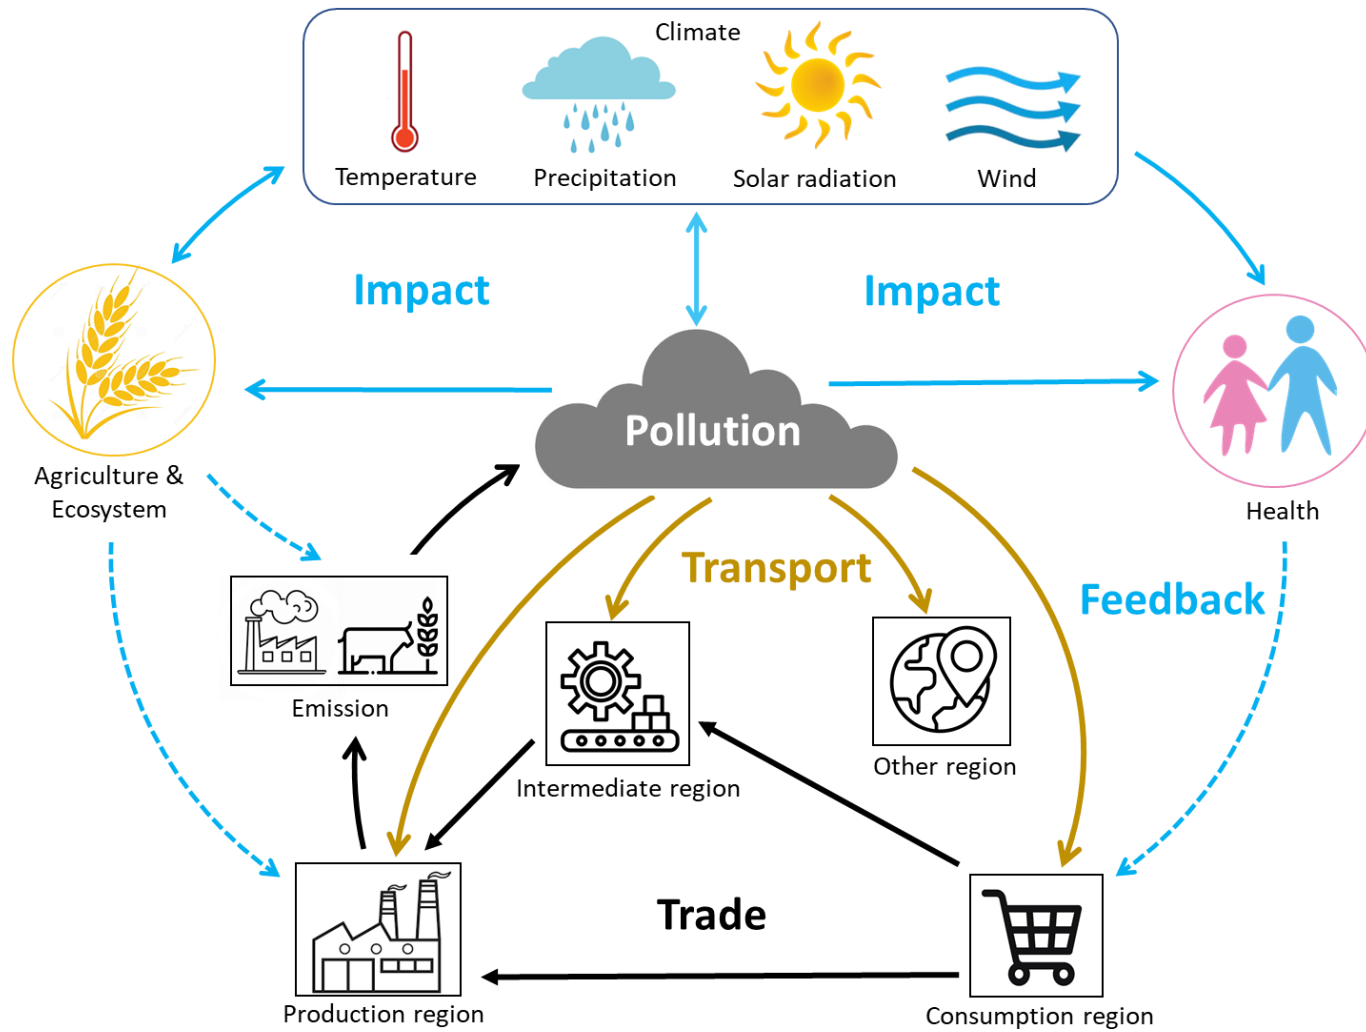 Climate
Temperature
Precipitation
Solar radiation
Wind
Impact
Impact
Pollution
Agriculture &
Ecosystem
Health
Transport
Feedback
Emission
Intermediate region
Other region
Trade
Production region
Consumption region